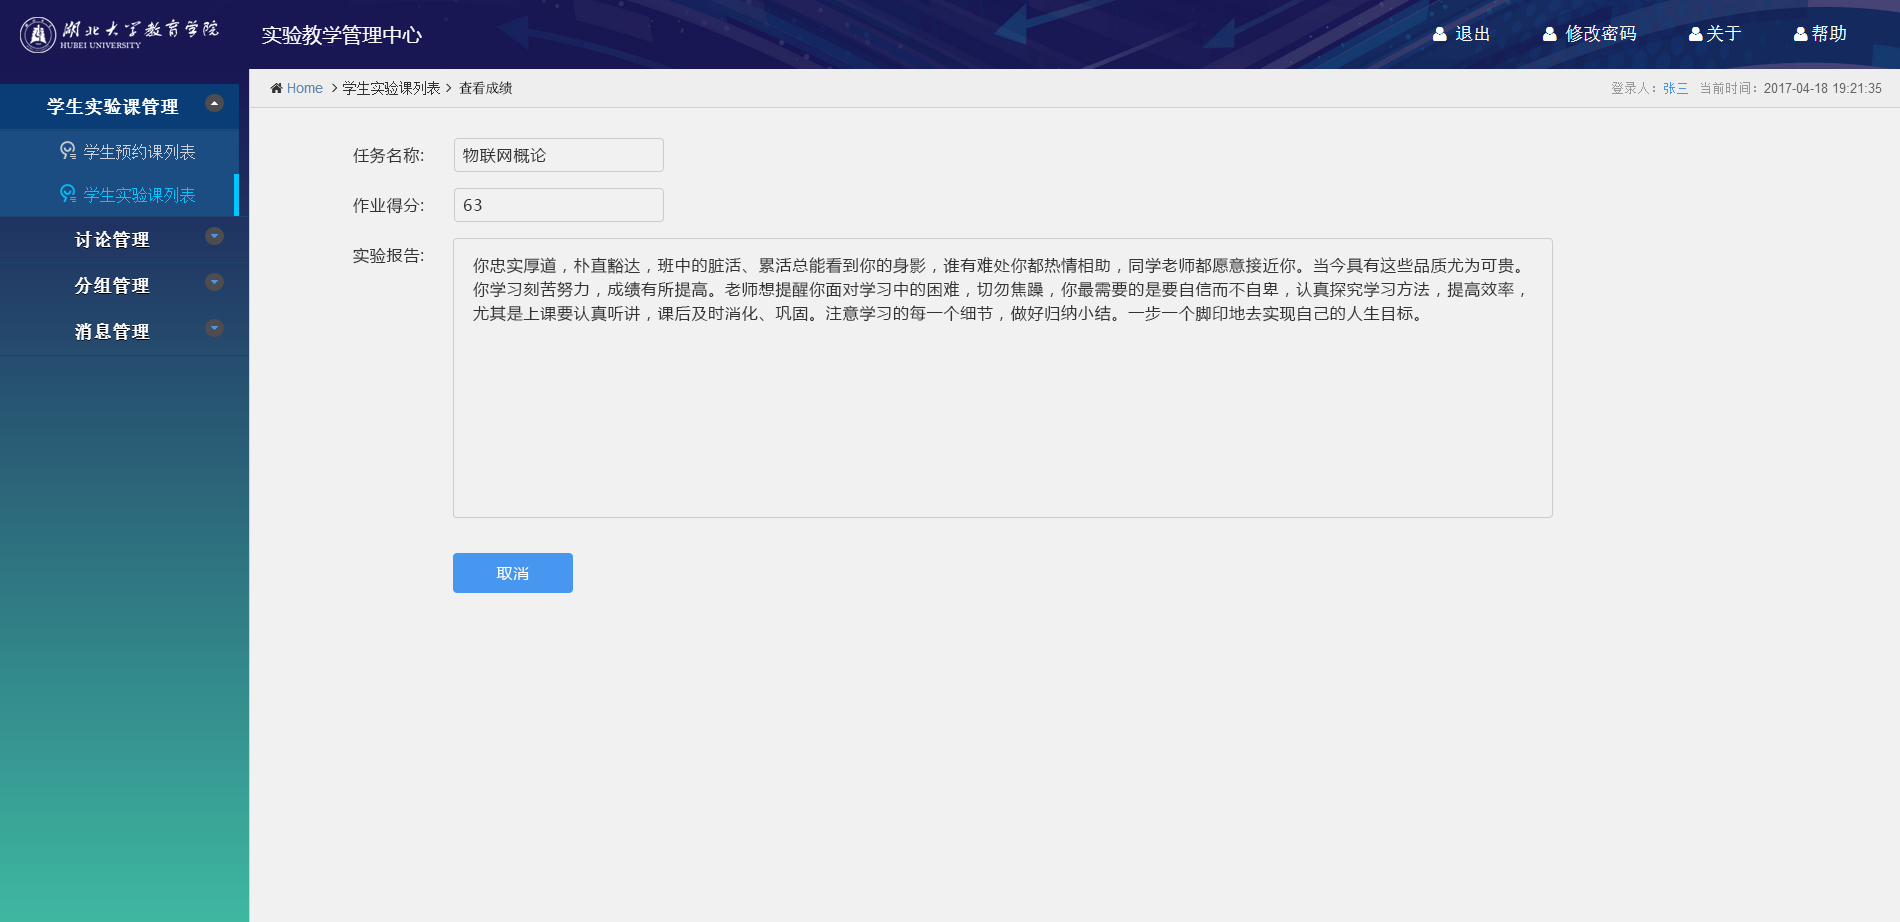 湖北大学教育学院
HUBEI UNIVERSITY
实验教学管理中心
退出
修改密码
关于
帮助
Home > 学生实验课列表 > 查看成绩
登录人：张三 当前时间：2017-04-18 19:21:35
学生实验课管理
学生预约课列表
学生实验课列表
讨论管理
分组管理
消息管理
任务名称: 物联网概论
作业得分: 63
实验报告:
你忠实厚道，朴直豁达，班中的脏活、累活总能看到你的身影，谁有难处你都热情相助，同学老师都愿意接近你。当今具有这些品质尤为可贵。
你学习刻苦努力，成绩有所提高。老师想提醒你面对学习中的困难，切勿焦躁，你最需要的是要自信而不自卑，认真探究学习方法，提高效率，
尤其是上课要认真听讲，课后及时消化、巩固。注意学习的每一个细节，做好归纳小结。一步一个脚印地去实现自己的人生目标。
取消